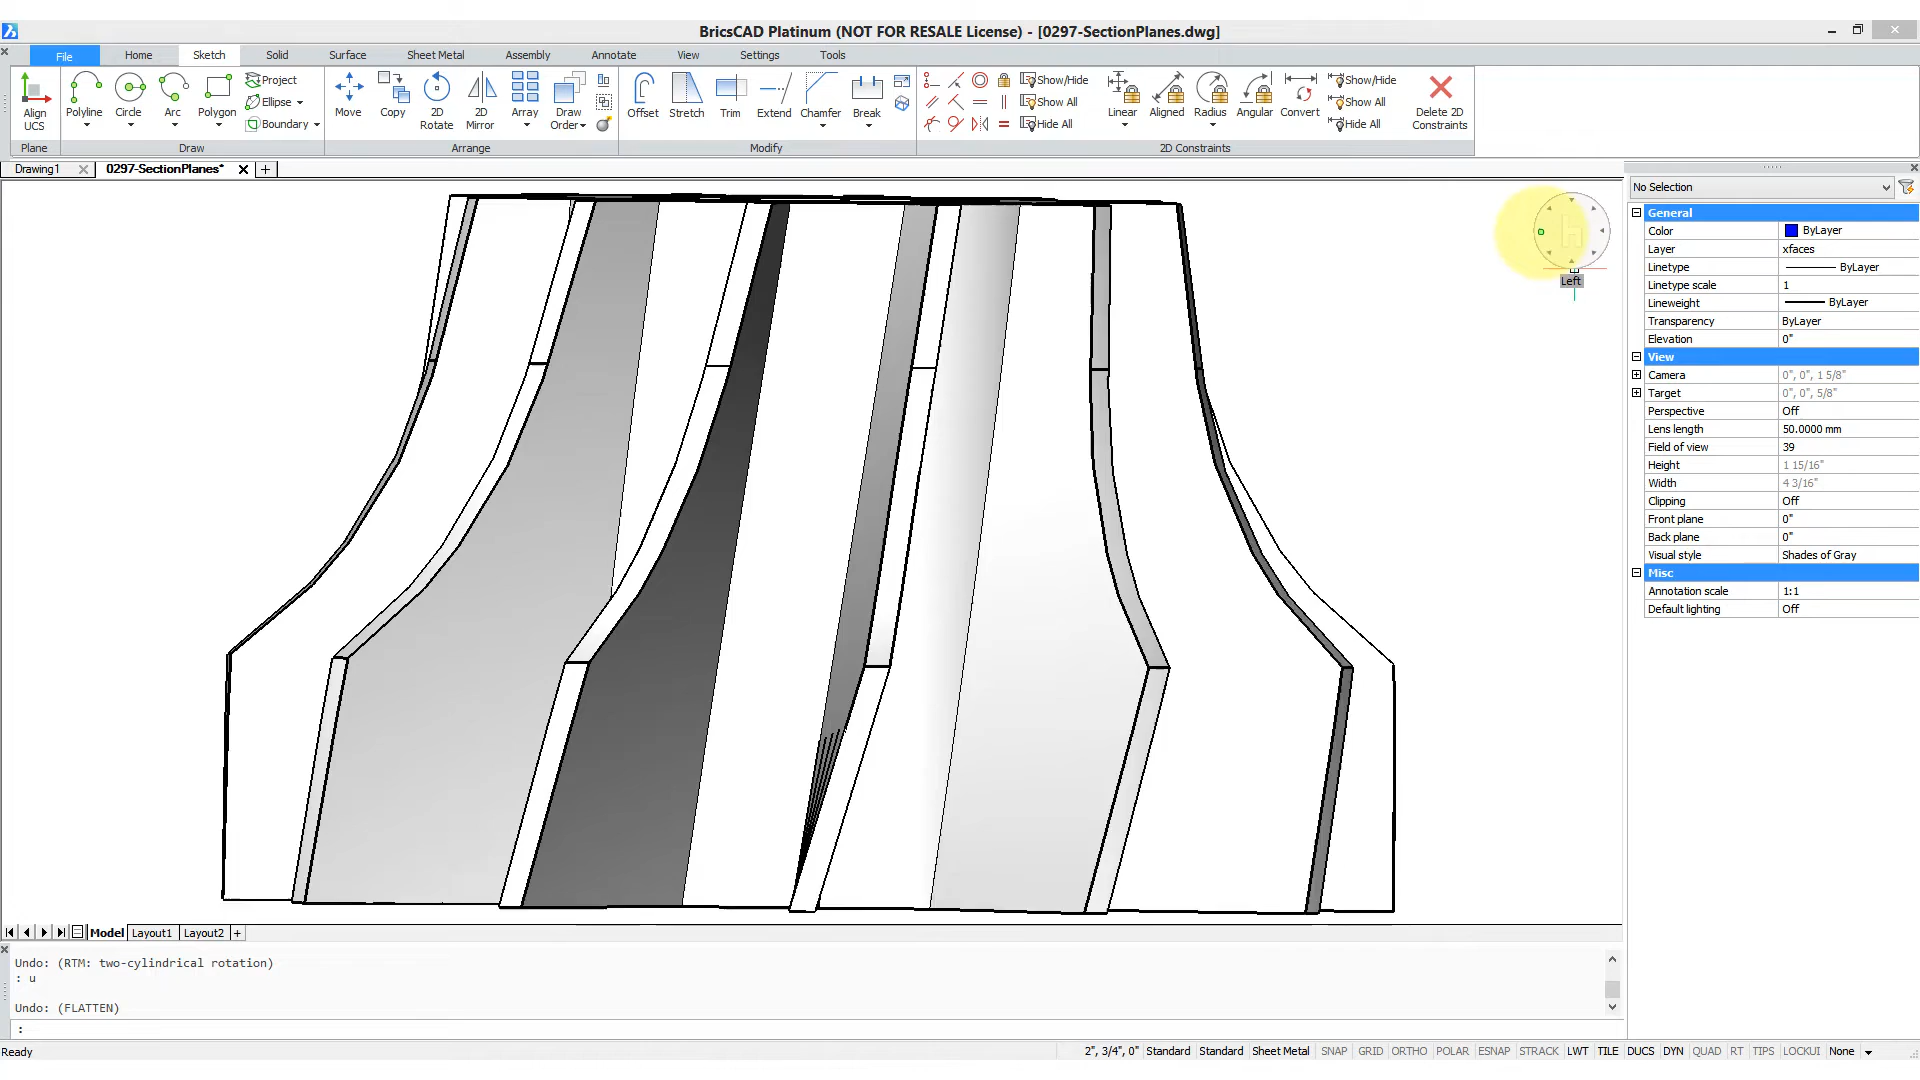 BricsCAD Platinum (NOT FOR RESALE License) - [0297-SectionPlanes.dwg]
File Home Sketch Solid Surface Sheet Metal Assembly Annotate View Settings Tools
Align UCS
Polyline Circle Arc Polygon
Project
Ellipse
Boundary
Move Copy 2D Rotate 2D Mirror Array Draw Order
Offset Stretch Trim Extend Chamfer Break
Show/Hide
Show All
Hide All
Linear Aligned Radius Angular Convert
Show/Hide
Show All
Hide All
Delete 2D Constraints
Plane Draw Arrange Modify 2D Constraints
Drawing1 0297-SectionPlanes*
Left
No Selection
General
Color ByLayer
Layer xfaces
Linetype ByLayer
Linetype scale 1
Lineweight ByLayer
Transparency ByLayer
Elevation 0"
View
Camera 0", 0", 1 5/8"
Target 0", 0", 5/8"
Perspective Off
Lens length 50.0000 mm
Field of view 39
Height 1 15/16"
Width 4 3/16"
Clipping Off
Front plane 0"
Back plane 0"
Visual style Shades of Gray
Misc
Annotation scale 1:1
Default lighting Off
Model Layout1 Layout2 +
Undo: (RTM: two-cylindrical rotation)
: u
Undo: (FLATTEN)
:
Ready 2", 3/4", 0" Standard Standard Sheet Metal SNAP GRID ORTHO POLAR ESNAP STRACK LWT TILE DUCS DYN QUAD RT TIPS LOCKUI None